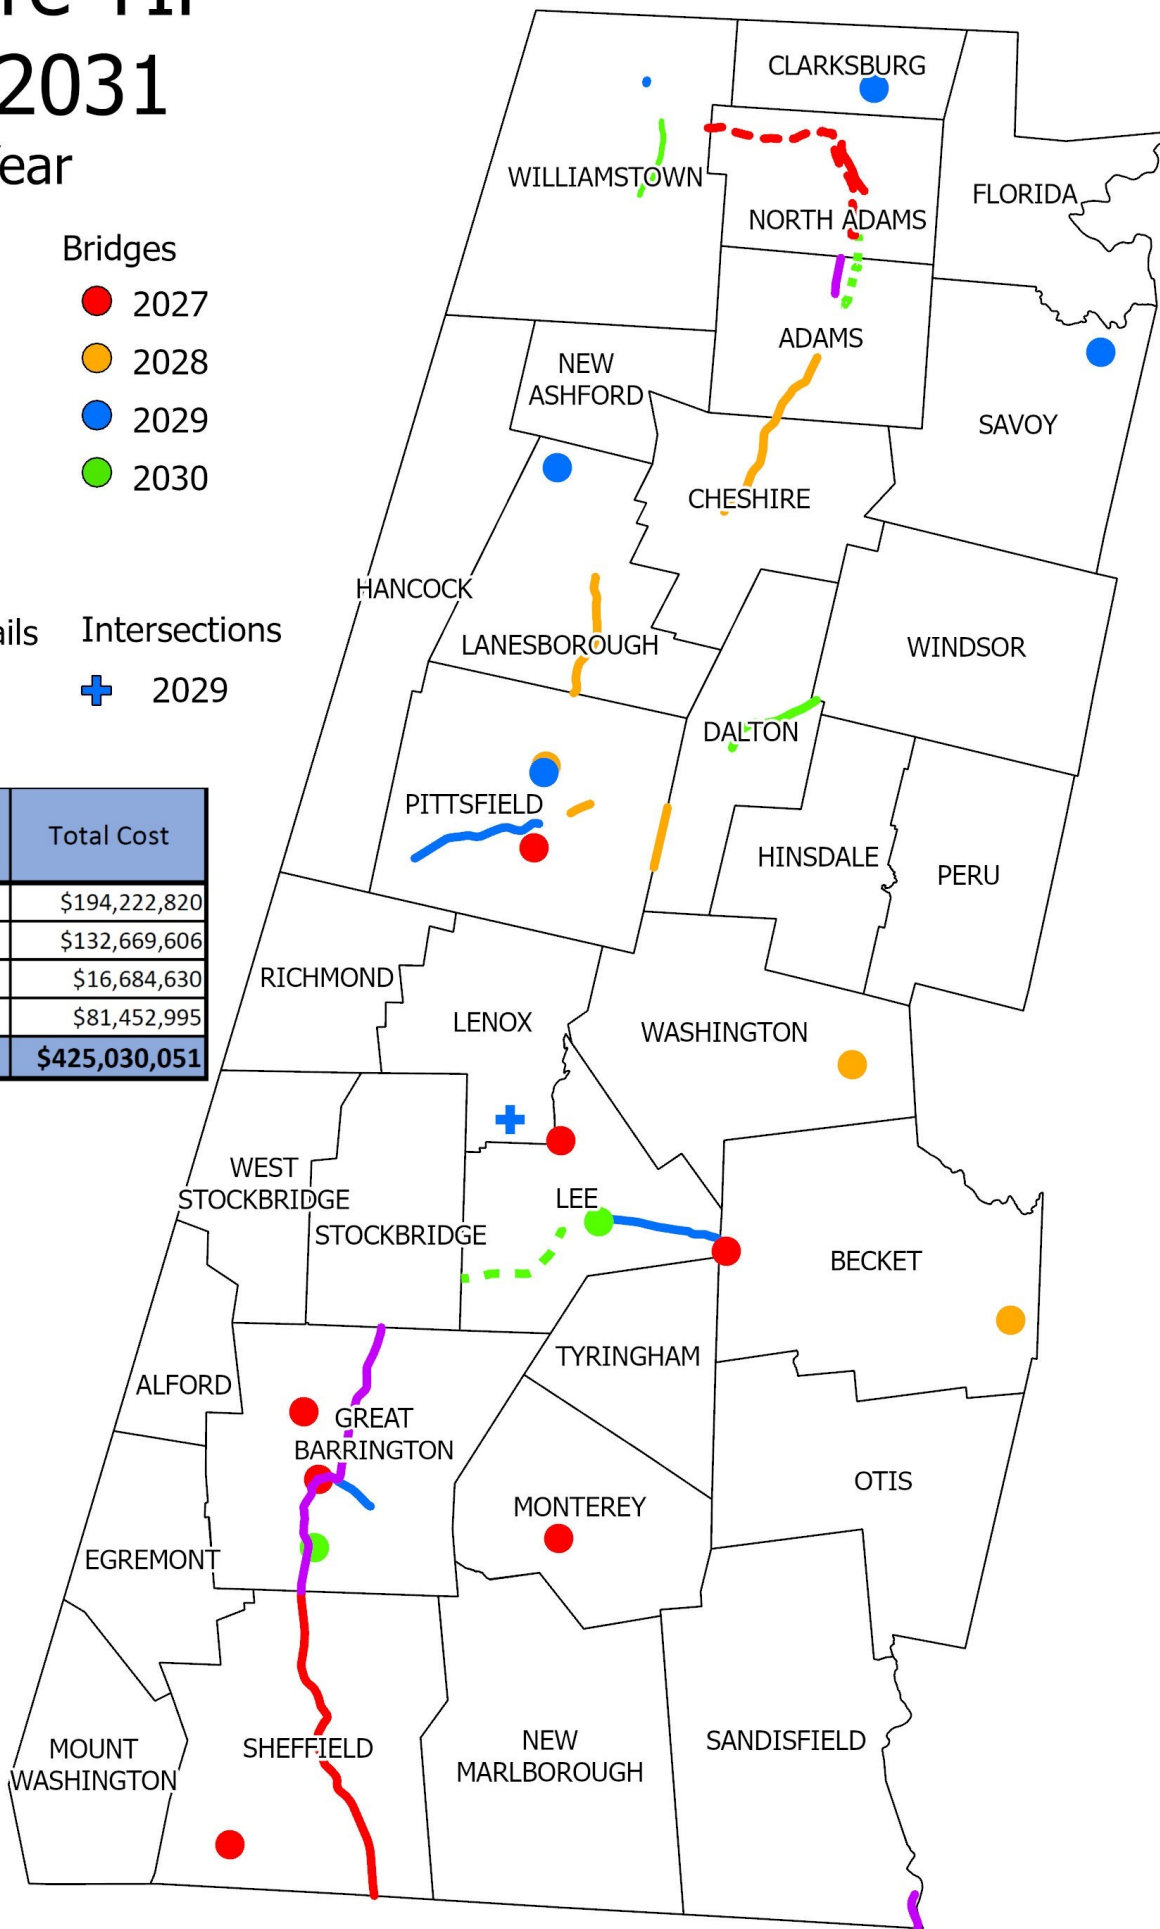 2031
Bridges
2027
2028
2029
2030
Intersections
2029
Total Cost
$194,222,820
$132,669,606
$16,684,630
$81,452,995
$425,030,051
CLARKSBURG
WILLIAMSTOWN
FLORIDA
NORTH ADAMS
ADAMS
NEW
ASHFORD
SAVOY
CHESHIRE
HANCOCK
LANESBOROUGH
WINDSOR
DALTON
PITTSFIELD
HINSDALE
PERU
RICHMOND
LENOX
WASHINGTON
WEST
STOCKBRIDGE
LEE
STOCKBRIDGE
BECKET
TYRINGHAM
ALFORD
GREAT
BARRINGTON
OTIS
MONTEREY
EGREMONT
MOUNT
WASHINGTON
SHEFFIELD
NEW
MARLBOROUGH
SANDISFIELD